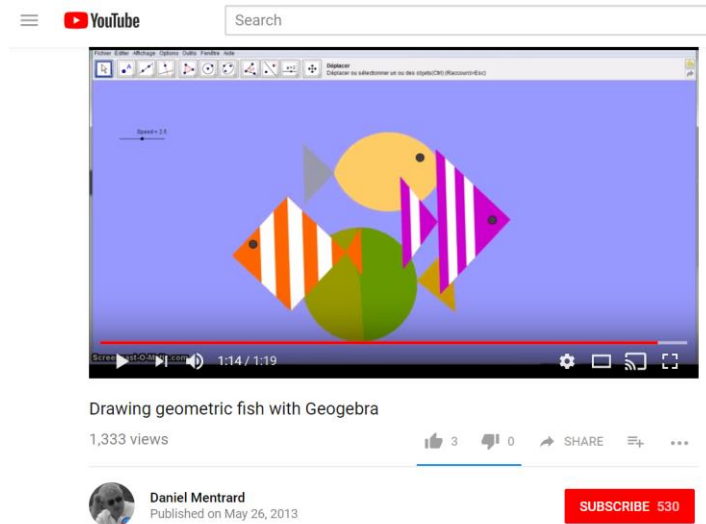 YouTube
Search
Fichier Editer Affichage Options Outils Fenêtre Aide
Déplacer
Déplacer ou sélectionner un ou des objets(Ctrl) (Raccourci=Esc)
Speed = 2.5
1:14 / 1:19
Drawing geometric fish with Geogebra
1,333 views
3
0
SHARE
Daniel Mentrard
Published on May 26, 2013
SUBSCRIBE 530